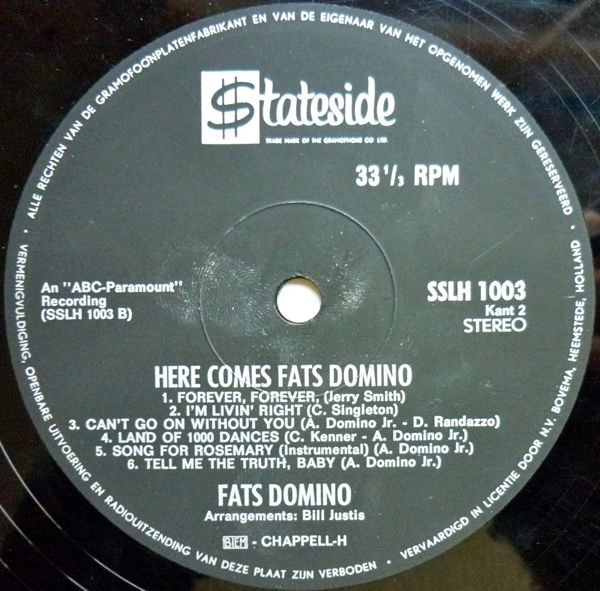 ALLE RECHTEN VAN DE GRAMOFOONPLATENFABRIKANT EN VAN DE EIGENAAR VAN HET OPGENOMEN WERK ZIJN GERESERVEERD
$tateside
TRADE MARK OF THE GRAMOPHONE CO LTD.
33 1/3 RPM
An "ABC-Paramount"
Recording
(SSLH 1003 B)
SSLH 1003
Kant 2
STEREO
HERE COMES FATS DOMINO
1. FOREVER, FOREVER, (Jerry Smith)
2. I'M LIVIN' RIGHT (C. Singleton)
3. CAN'T GO ON WITHOUT YOU (A. Domino Jr. - D. Randazzo)
4. LAND OF 1000 DANCES (C. Kenner - A. Domino Jr.)
5. SONG FOR ROSEMARY (Instrumental) (A. Domino Jr.)
6. TELL ME THE TRUTH, BABY (A. Domino Jr.)
FATS DOMINO
Arrangements: Bill Justis
BIEM - CHAPPELL-H
• VERMENIGVULDIGING, OPENBARE UITVOERING EN RADIOUITZENDING VAN DEZE PLAAT ZIJN VERBODEN • VERVAARDIGD IN LICENTIE DOOR N.V. BOVEMA, HEEMSTEDE, HOLLAND •